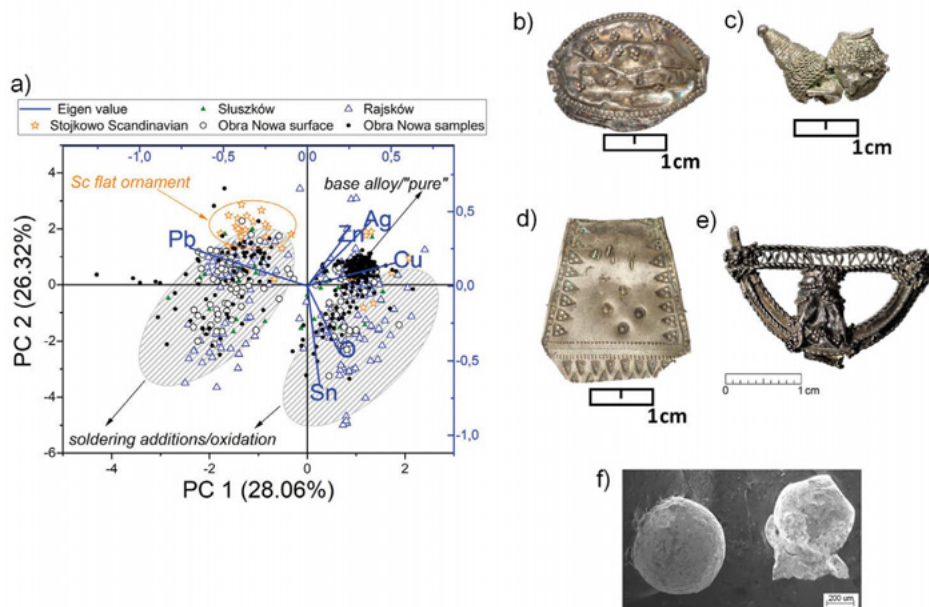 a)
Eigen value
Słuszków
Rajsków
Stojkowo Scandinavian
Obra Nowa surface
Obra Nowa samples
-1,0
-0,5
0,0
0,5
Sc flat ornament
base alloy/"pure"
Pb
Zn
Ag
Cu
O
Sn
soldering additions/oxidation
4
2
0
-2
-4
-6
0,5
0,0
-0,5
-1,0
-4
-2
0
2
PC 2 (26.32%)
PC 1 (28.06%)
b)
1cm
c)
1cm
d)
1cm
e)
0 1 cm
f)
200 um